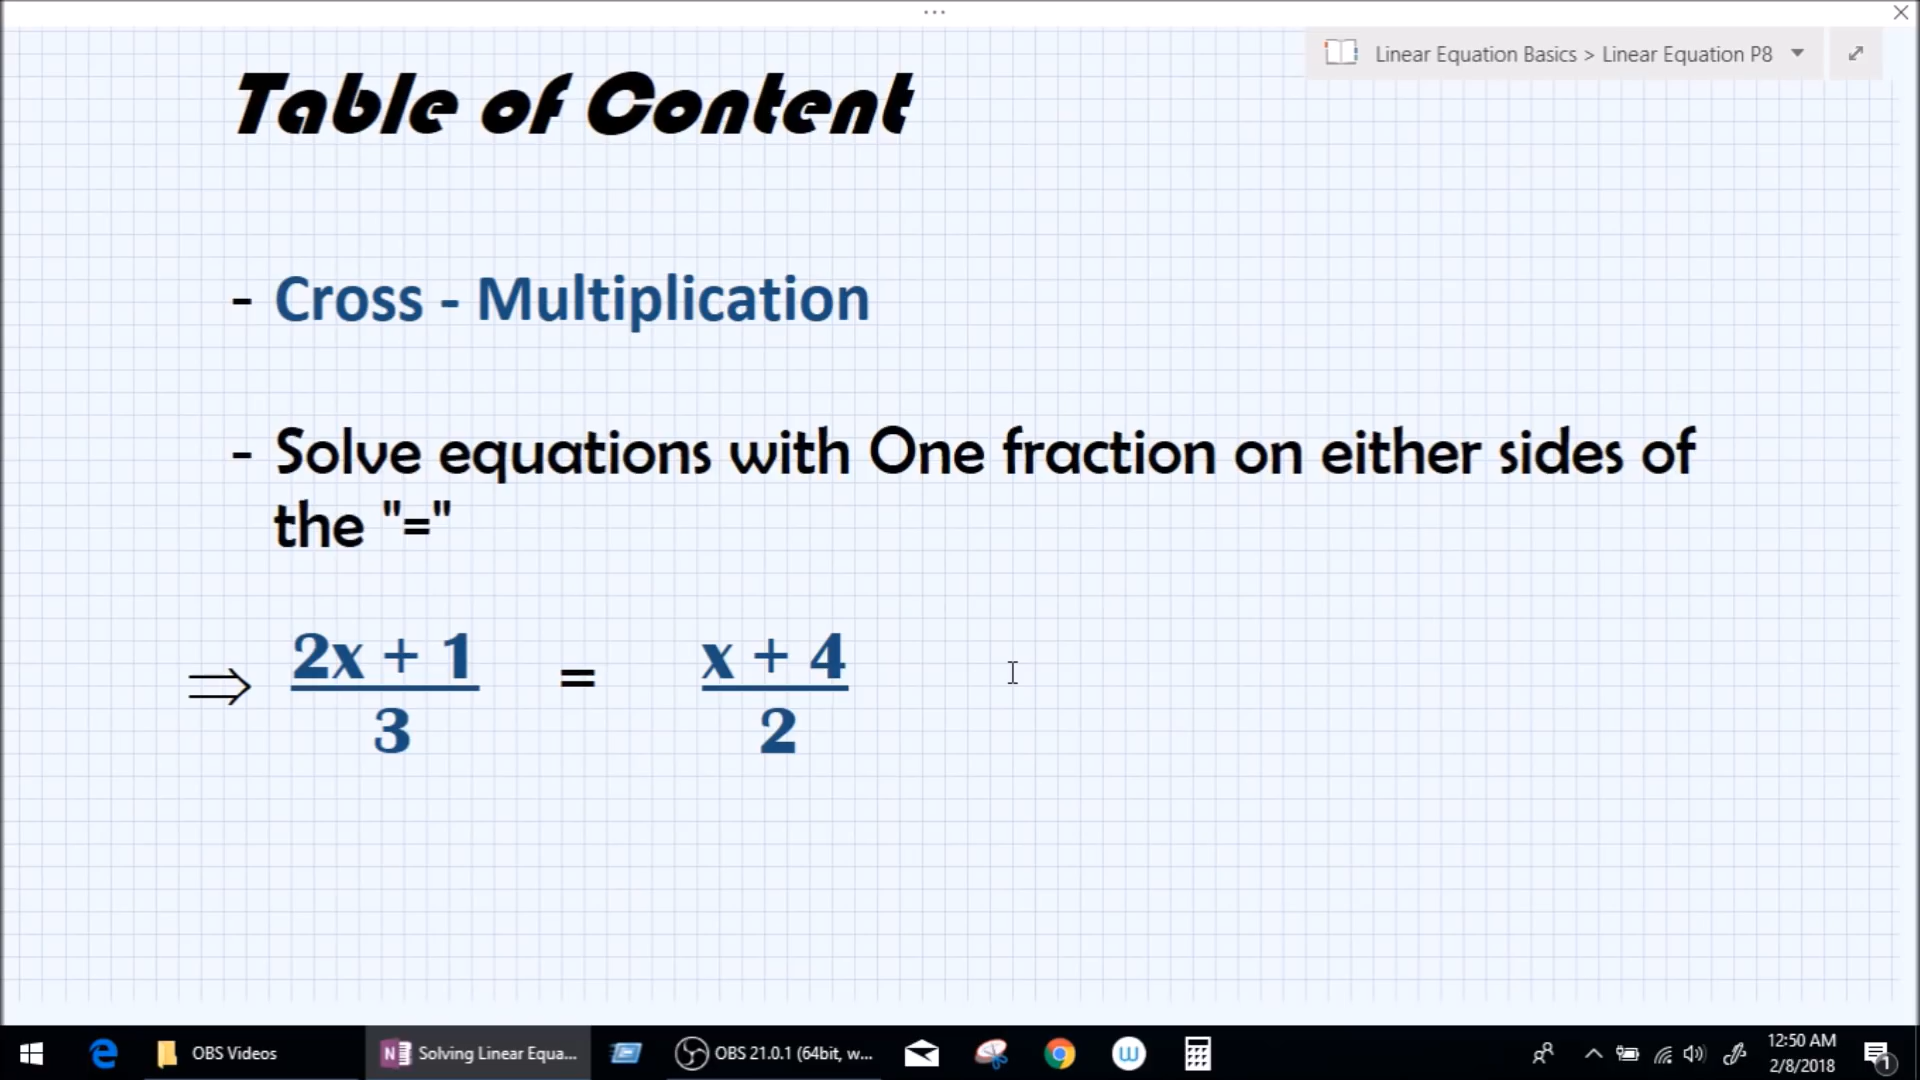 Linear Equation Basics > Linear Equation P8
Table of Content
- Cross - Multiplication
- Solve equations with One fraction on either sides of
the "="
⇒ 2x + 1 = x + 4
3 2
OBS Videos
Solving Linear Equa...
OBS 21.0.1 (64bit, w...
12:50 AM
2/8/2018
1